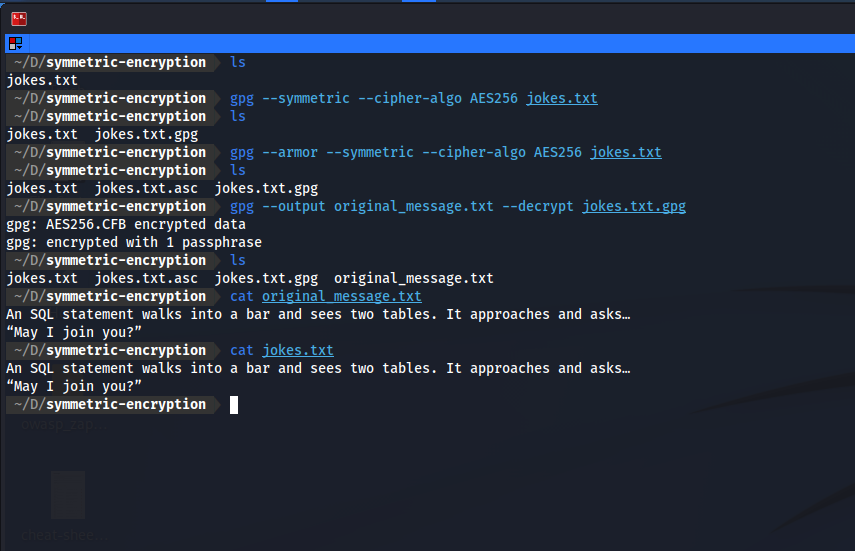 ~/D/symmetric-encryption ls
jokes.txt
~/D/symmetric-encryption gpg --symmetric --cipher-algo AES256 jokes.txt
~/D/symmetric-encryption ls
jokes.txt jokes.txt.gpg
~/D/symmetric-encryption gpg --armor --symmetric --cipher-algo AES256 jokes.txt
~/D/symmetric-encryption ls
jokes.txt jokes.txt.asc jokes.txt.gpg
~/D/symmetric-encryption gpg --output original_message.txt --decrypt jokes.txt.gpg
gpg: AES256.CFB encrypted data
gpg: encrypted with 1 passphrase
~/D/symmetric-encryption ls
jokes.txt jokes.txt.asc jokes.txt.gpg original_message.txt
~/D/symmetric-encryption cat original_message.txt
An SQL statement walks into a bar and sees two tables. It approaches and asks…
“May I join you?”
~/D/symmetric-encryption cat jokes.txt
An SQL statement walks into a bar and sees two tables. It approaches and asks…
“May I join you?”
~/D/symmetric-encryption
owasp_zap
cheat-shee...